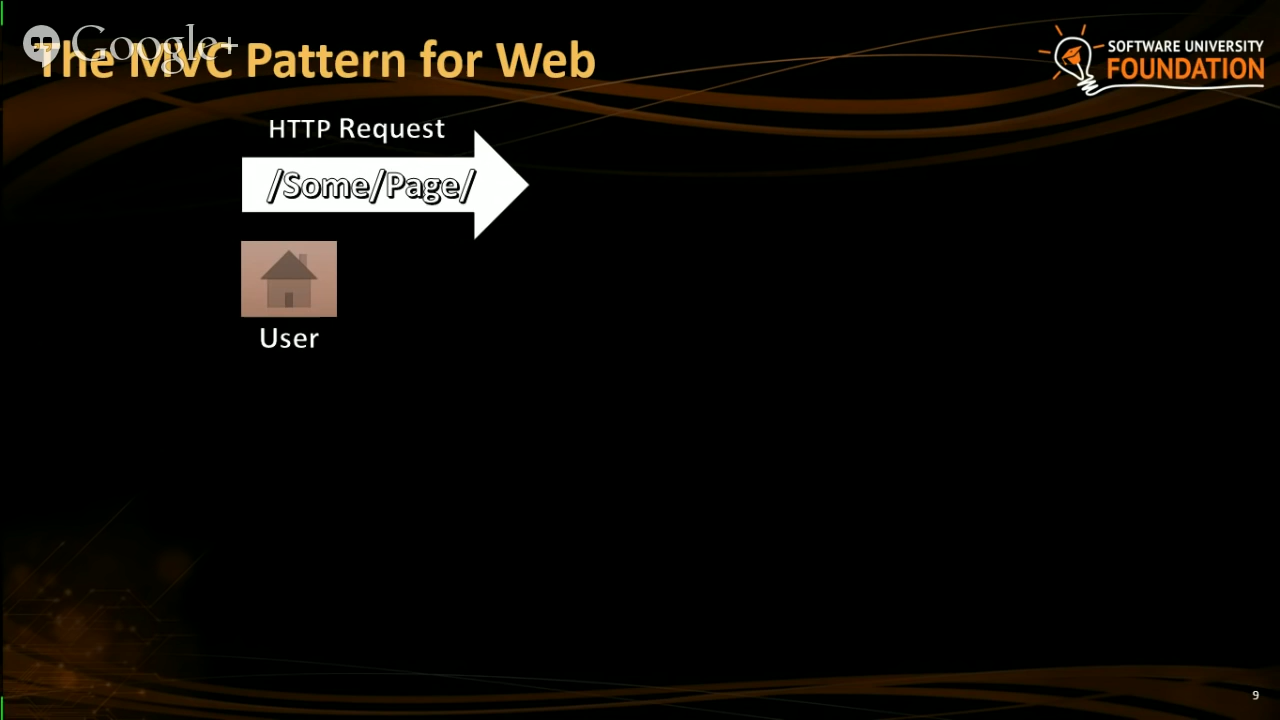 Google+
The MVC Pattern for Web
SOFTWARE UNIVERSITY
FOUNDATION
HTTP Request
/Some/Page/
User
9